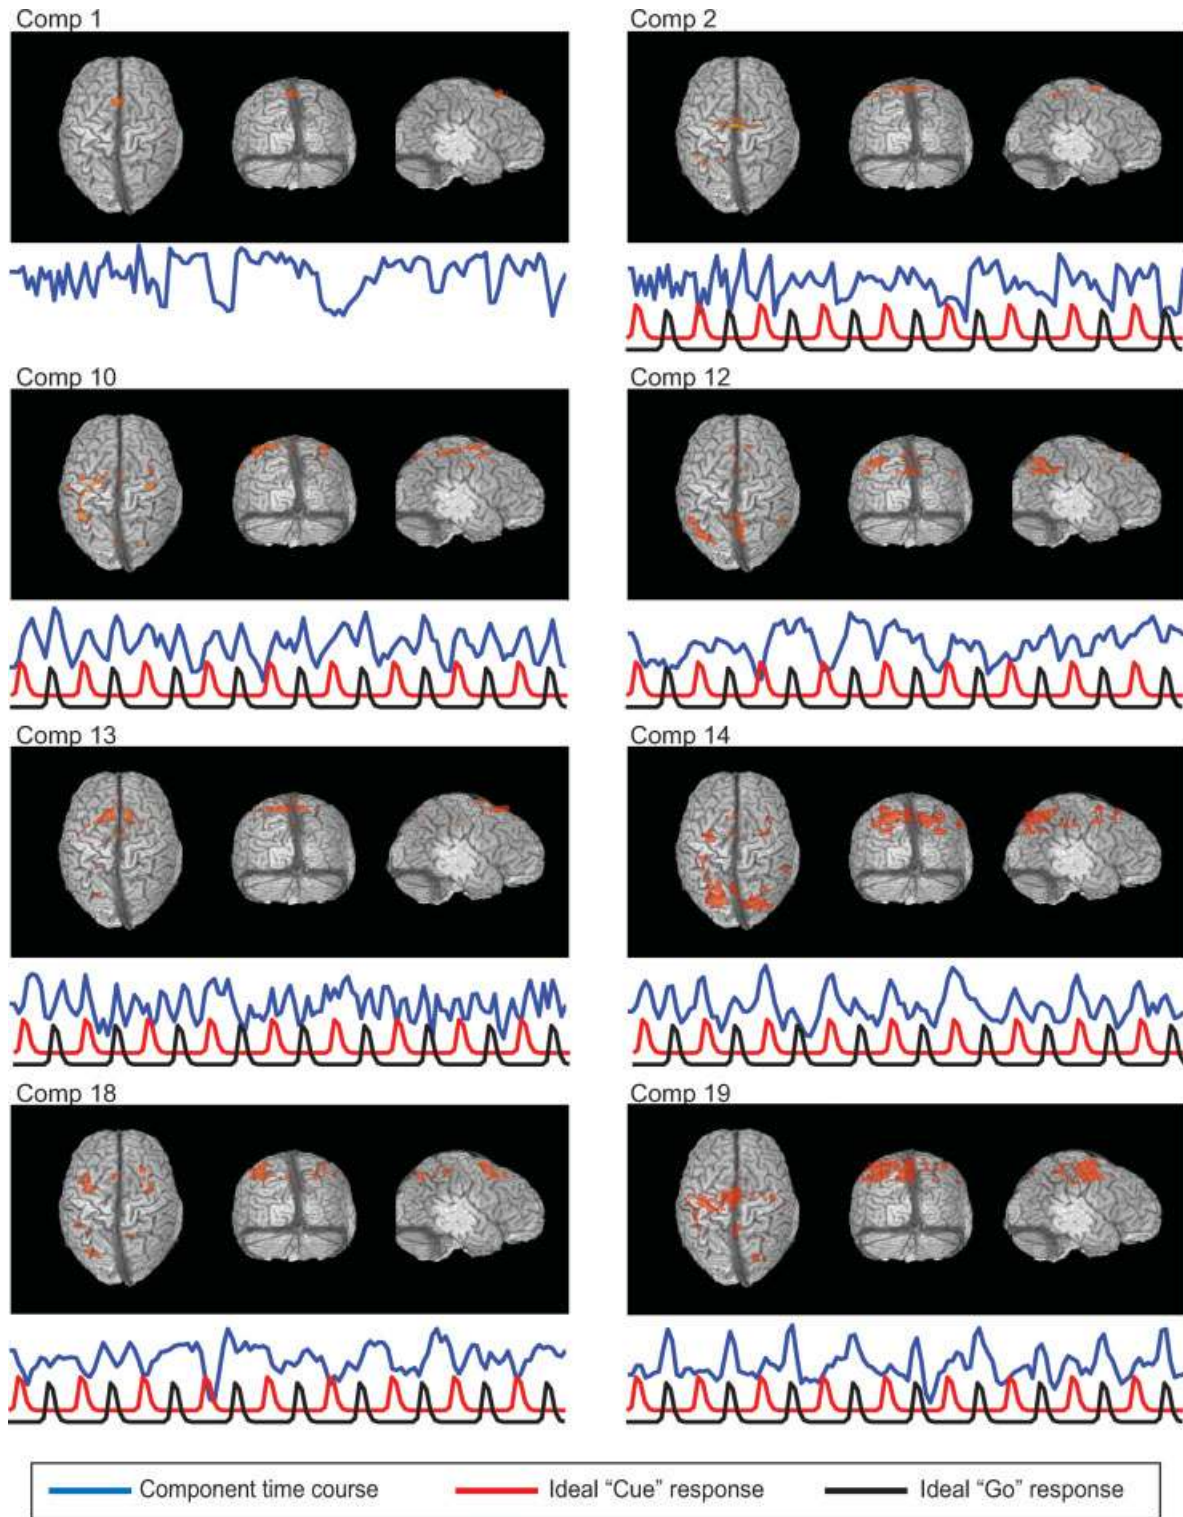 Comp 1
Comp 2
Comp 10
Comp 12
Comp 13
Comp 14
Comp 18
Comp 19
Component time course
Ideal “Cue” response
Ideal “Go” response